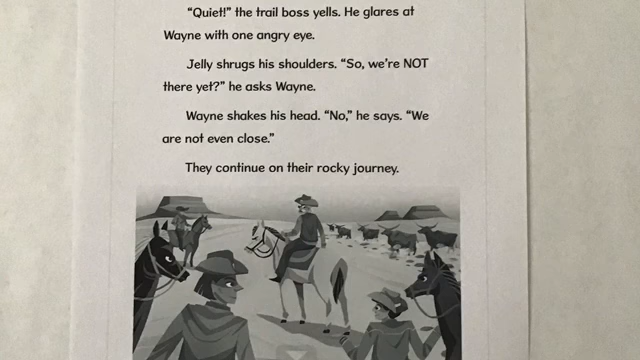 “Quiet!” the trail boss yells. He glares at
Wayne with one angry eye.
Jelly shrugs his shoulders. “So, we’re NOT
there yet?” he asks Wayne.
Wayne shakes his head. “No,” he says. “We
are not even close.”
They continue on their rocky journey.